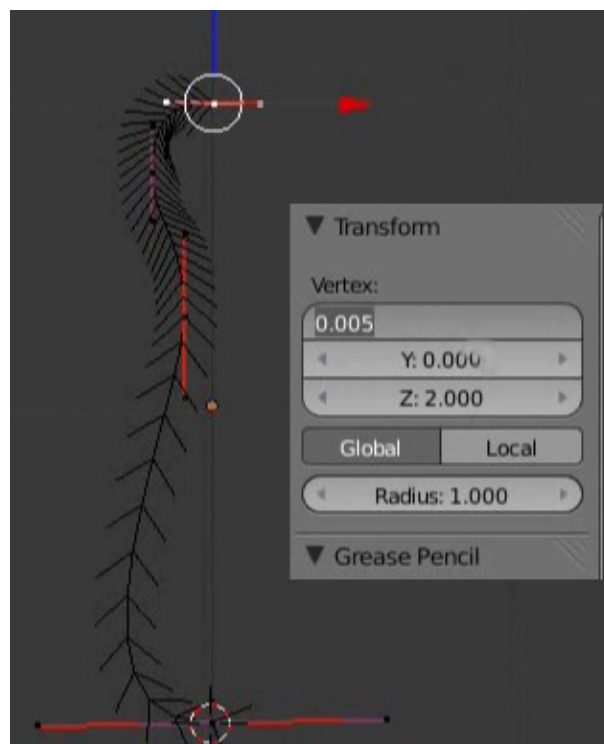 Transform
Vertex:
0.005
Y: 0.000
Z: 2.000
Global Local
Radius: 1.000
Grease Pencil